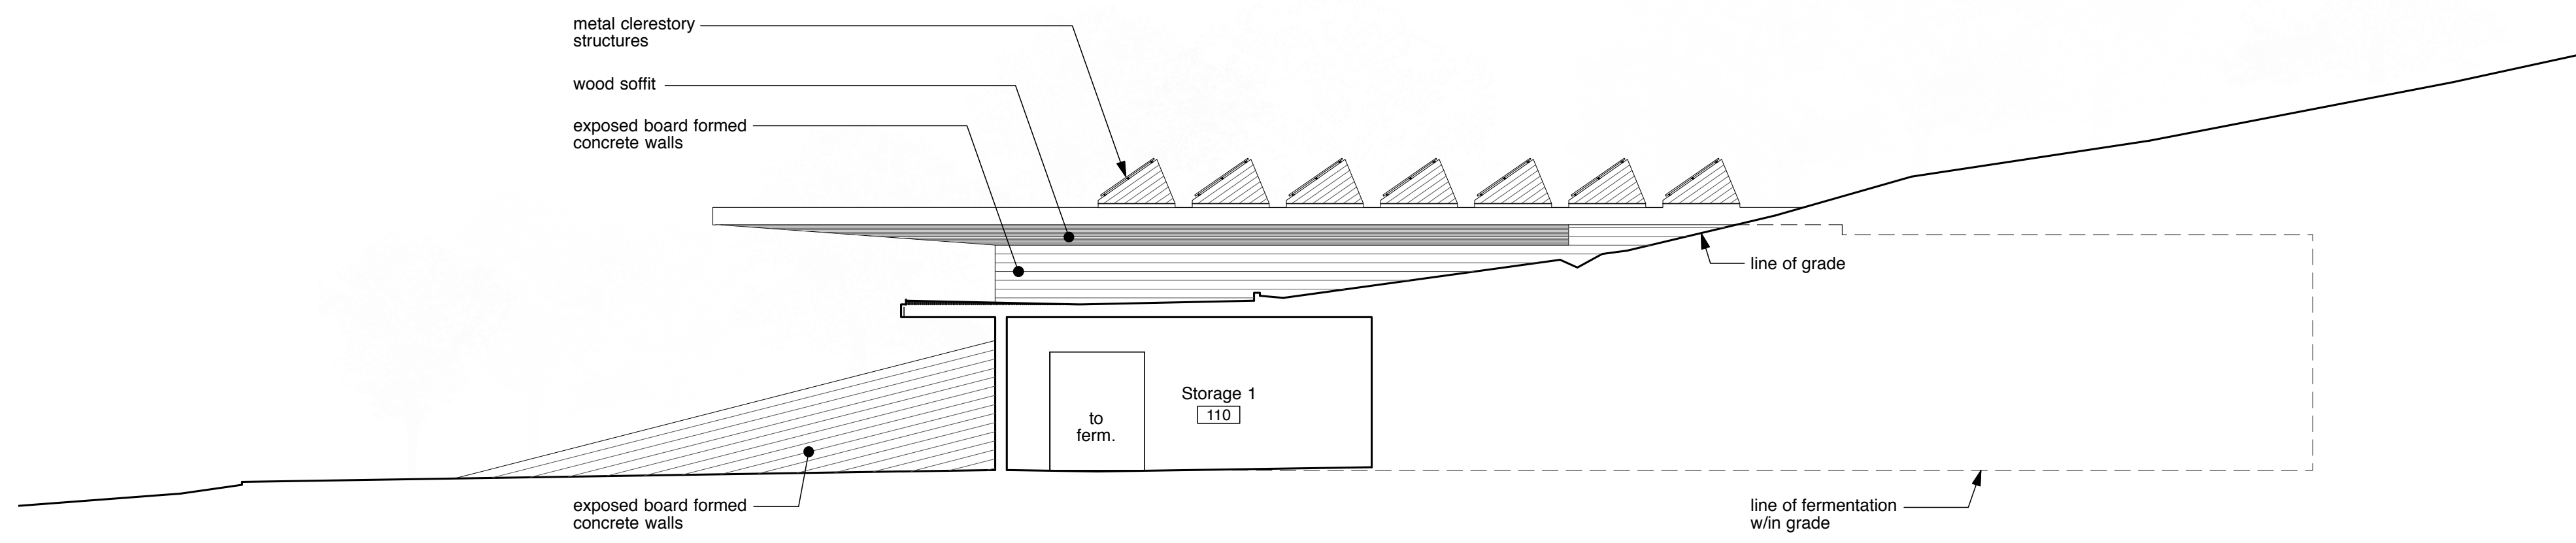 metal clerestory
structures
wood soffit
exposed board formed
concrete walls
line of grade
Storage 1
110
to
ferm.
exposed board formed
concrete walls
line of fermentation
w/in grade